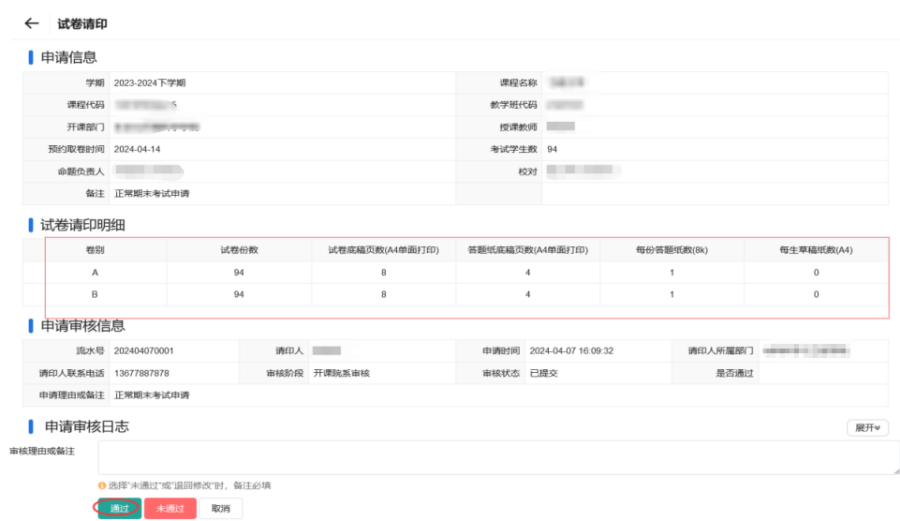 试卷请印
申请信息
学期 2023-2024下学期 课程名称
课程代码 教学班代码
开课部门 授课教师
预约取卷时间 2024-04-14 考试学生数 94
命题负责人 校对
备注 正常期末考试申请
试卷请印明细
卷别 试卷份数 试卷底稿页数(A4单面打印) 答题纸底稿页数(A4单面打印) 每份答题纸数(8k) 每生草稿纸数(A4)
A 94 8 4 1 0
B 94 8 4 1 0
申请审核信息
流水号 202404070001 请印人 申请时间 2024-04-07 16:09:32 请印人所属部门
请印人联系电话 13677887878 审核阶段 开课院系审核 审核状态 已提交 是否通过
申请理由或备注 正常期末考试申请
申请审核日志 展开
审核理由或备注
选择"未通过"或"退回修改"时，备注必填
通过 未通过 取消